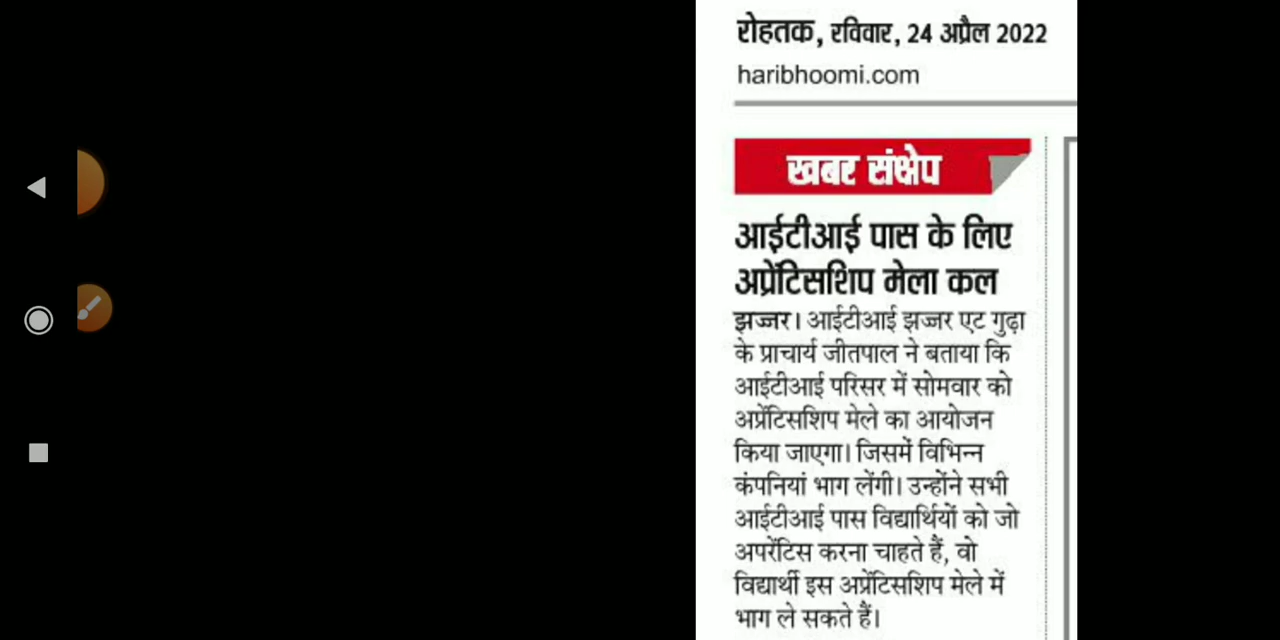 रोहतक, रविवार, 24 अप्रैल 2022
haribhoomi.com
खबर संक्षेप
आईटीआई पास के लिए
अप्रेंटिसशिप मेला कल
झज्जर। आईटीआई झज्जर एट गुढ़ा
के प्राचार्य जीतपाल ने बताया कि
आईटीआई परिसर में सोमवार को
अप्रेंटिसशिप मेले का आयोजन
किया जाएगा। जिसमें विभिन्न
कंपनियां भाग लेंगी। उन्होंने सभी
आईटीआई पास विद्यार्थियों को जो
अपरेंटिस करना चाहते हैं, वो
विद्यार्थी इस अप्रेंटिसशिप मेले में
भाग ले सकते हैं।